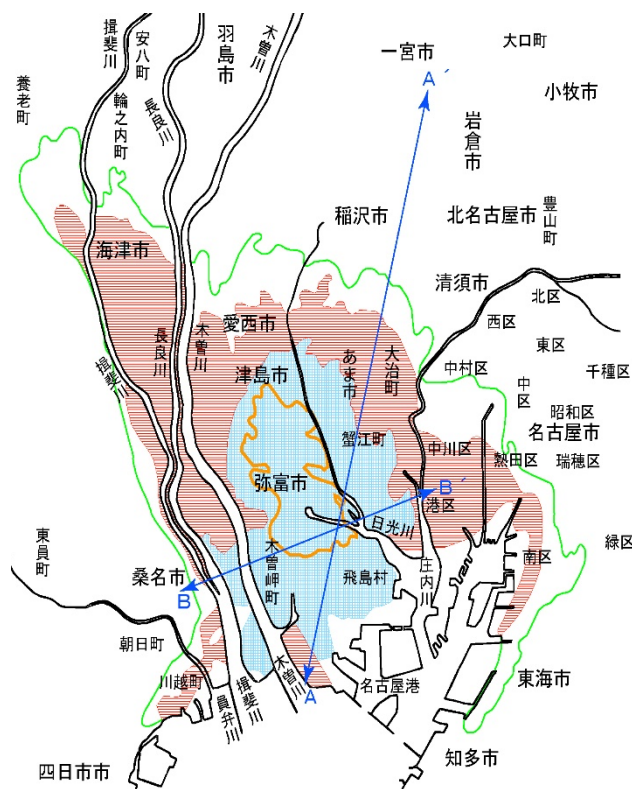 揖斐川
安八町
羽島市
木曽川
一宮市
大口町
A´
養老町
輪之内町
長良川
小牧市
岩倉市
稲沢市
北名古屋市
豊山町
海津市
清須市
北区
西区
愛西市
木曽川
長良川
揖斐川
津島市
あま市
大治町
中村区
東区
千種区
中区
昭和区
名古屋市
蟹江町
中川区
熱田区
瑞穂区
弥富市
B´
港区
日光川
東員町
木曽岬町
庄内川
南区
緑区
桑名市
B
飛島村
朝日町
川越町
員弁川
揖斐川
木曽川
A
名古屋港
東海市
知多市
四日市市